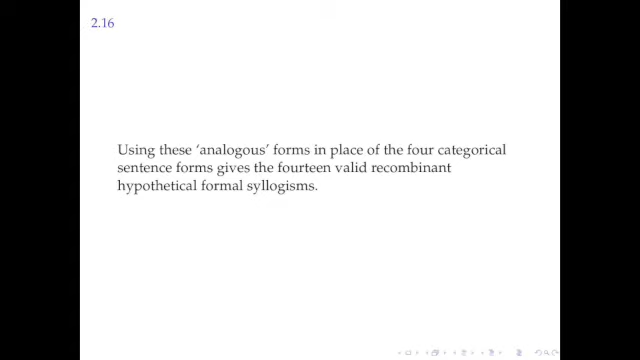 2.16
Using these ‘analogous’ forms in place of the four categorical
sentence forms gives the fourteen valid recombinant
hypothetical formal syllogisms.